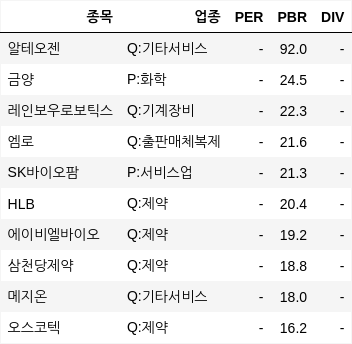 종목 업종 PER PBR DIV
알테오젠 Q:기타서비스 - 92.0 -
금양 P:화학 - 24.5 -
레인보우로보틱스 Q:기계장비 - 22.3 -
엠로 Q:출판매체복제 - 21.6 -
SK바이오팜 P:서비스업 - 21.3 -
HLB Q:제약 - 20.4 -
에이비엘바이오 Q:제약 - 19.2 -
삼천당제약 Q:제약 - 18.8 -
메지온 Q:기타서비스 - 18.0 -
오스코텍 Q:제약 - 16.2 -